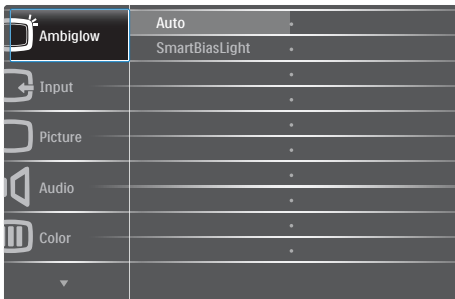 Ambiglow
Auto
SmartBiasLight
Input
Picture
Audio
Color